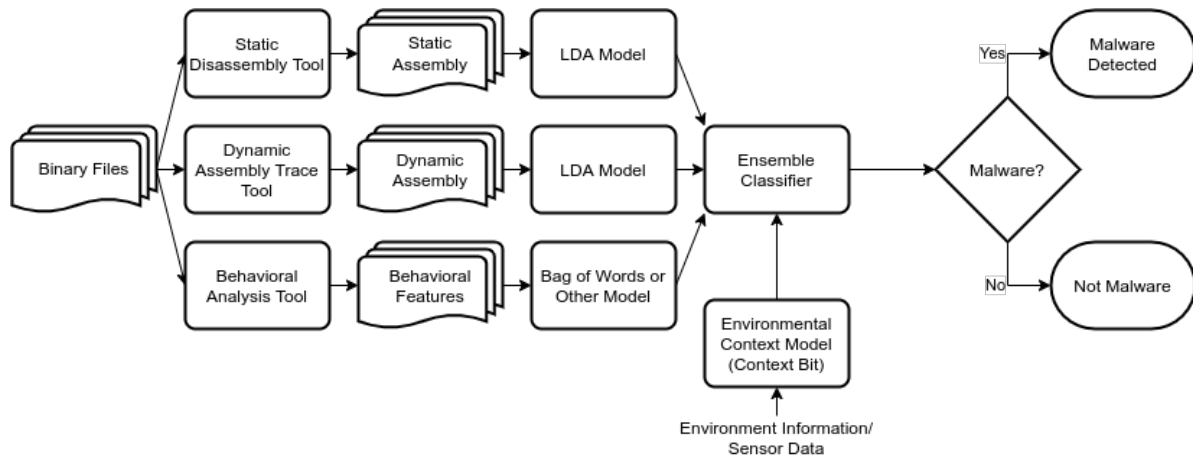 Static
Disassembly Tool
Static
Assembly
LDA Model
Yes
Malware
Detected
Binary Files
Dynamic
Assembly Trace
Tool
Dynamic
Assembly
LDA Model
Ensemble
Classifier
Malware?
Behavioral
Analysis Tool
Behavioral
Features
Bag of Words or
Other Model
No
Not Malware
Environmental
Context Model
(Context Bit)
Environment Information/
Sensor Data